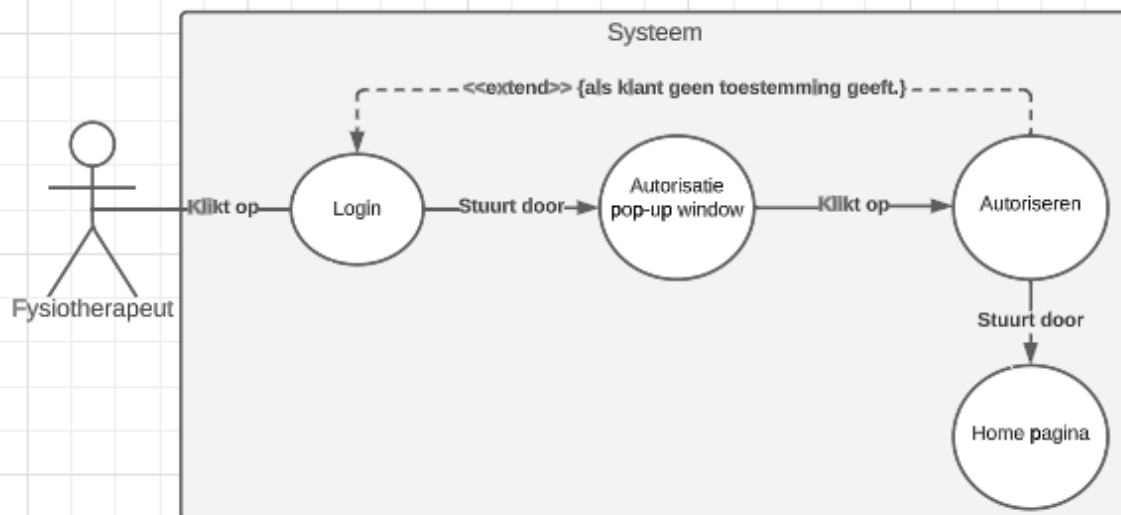 Systeem
<<extend>> {als klant geen toestemming geeft.}
Klikt op
Login
Stuurt door
Autorisatie
pop-up window
Klikt op
Autoriseren
Fysiotherapeut
Stuurt door
Home pagina